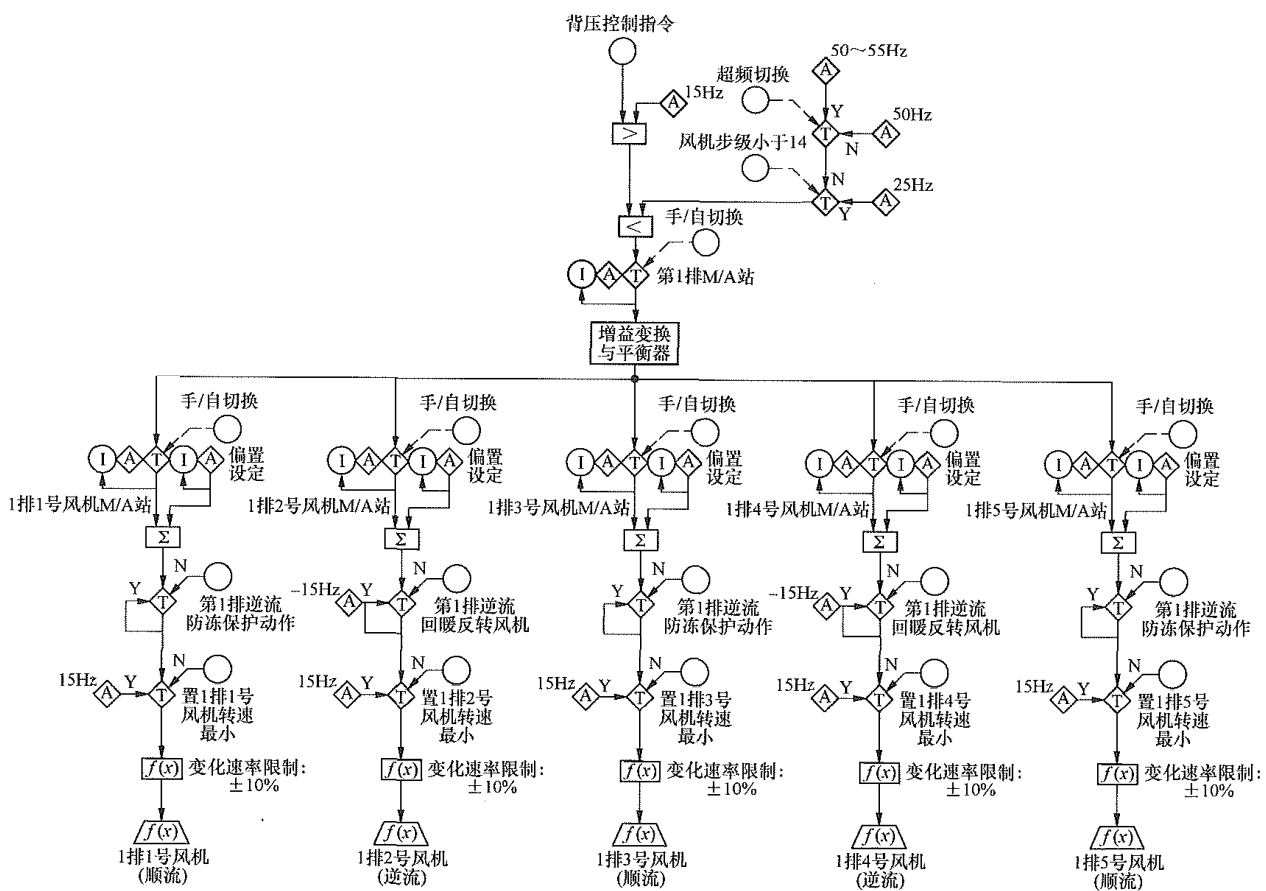 背压控制指令
50～55Hz
A
超频切换
15Hz
A
Y
50Hz
>
T
A
N
风机步级小于14
N
25Hz
T
A
Y
<
手/自切换
I
A
T
第1排M/A站
增益变换
与平衡器
手/自切换
手/自切换
手/自切换
手/自切换
手/自切换
I A T I A
偏置
设定
I A T I A
偏置
设定
I A T I A
偏置
设定
I A T I A
偏置
设定
I A T I A
偏置
设定
1排1号风机M/A站
1排2号风机M/A站
1排3号风机M/A站
1排4号风机M/A站
1排5号风机M/A站
Σ
Σ
Σ
Σ
Σ
Y
N
T
第1排逆流
防冻保护动作
-15Hz
A
Y
N
T
第1排逆流
回暖反转风机
Y
N
T
第1排逆流
防冻保护动作
-15Hz
A
Y
N
T
第1排逆流
回暖反转风机
Y
N
T
第1排逆流
防冻保护动作
15Hz
A
Y
N
T
置1排1号
风机转速
最小
15Hz
A
Y
N
T
置1排2号
风机转速
最小
15Hz
A
Y
N
T
置1排3号
风机转速
最小
15Hz
A
Y
N
T
置1排4号
风机转速
最小
15Hz
A
Y
N
T
置1排5号
风机转速
最小
f(x)
变化速率限制：
±10%
f(x)
变化速率限制：
±10%
f(x)
变化速率限制：
±10%
f(x)
变化速率限制：
±10%
f(x)
变化速率限制：
±10%
f(x)
1排1号风机
(顺流)
f(x)
1排2号风机
(逆流)
f(x)
1排3号风机
(顺流)
f(x)
1排4号风机
(逆流)
f(x)
1排5号风机
(顺流)